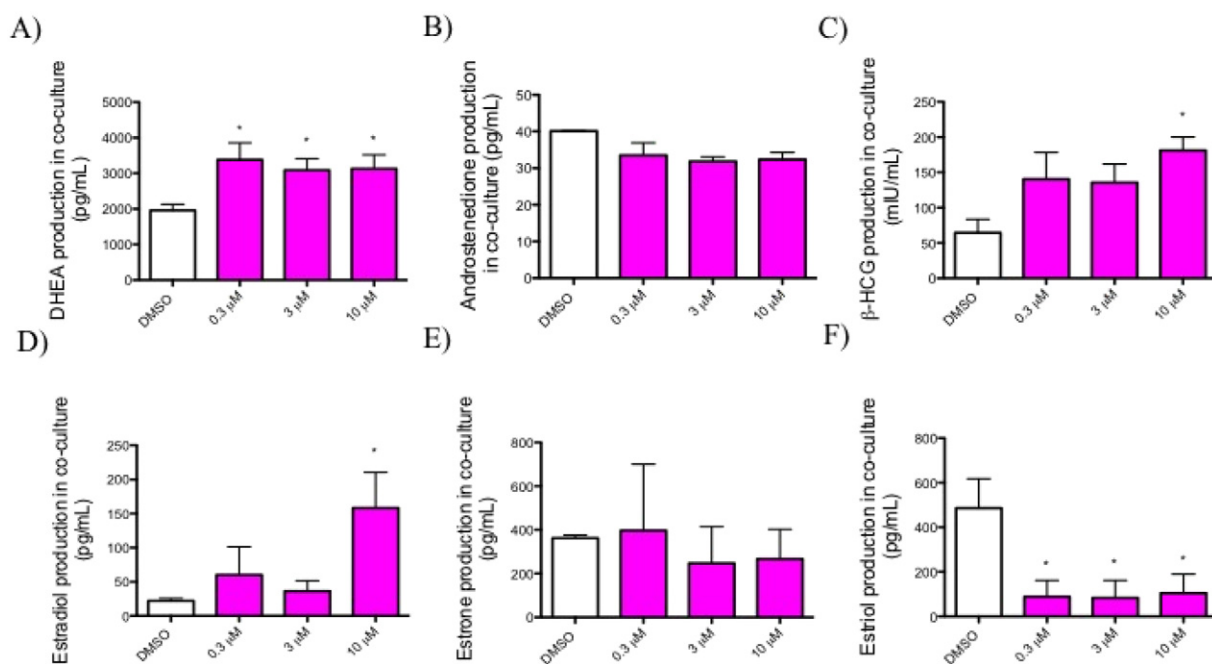 A)
DHEA production in co-culture
(pg/mL)
5000
4000
3000
2000
1000
0
*
*
*
DMSO
0.3 µM
3 µM
10 µM
B)
Androstenedione production
in co-culture (pg/mL)
50
40
30
20
10
0
DMSO
0.3 µM
3 µM
10 µM
C)
β-HCG production in co-culture
(mIU/mL)
250
200
150
100
50
0
*
DMSO
0.3 µM
3 µM
10 µM
D)
Estradiol production in co-culture
(pg/mL)
250
200
150
100
50
0
*
DMSO
0.3 µM
3 µM
10 µM
E)
Estrone production in co-culture
(pg/mL)
800
600
400
200
0
DMSO
0.3 µM
3 µM
10 µM
F)
Estriol production in co-culture
(pg/mL)
800
600
400
200
0
*
*
*
DMSO
0.3 µM
3 µM
10 µM